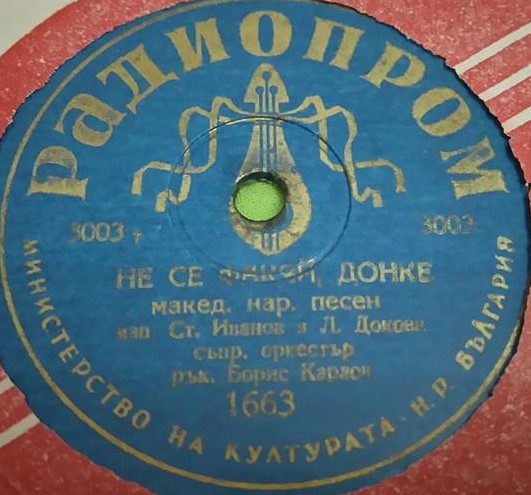 РАДИОПРОМ
3003 т 3003
НЕ СЕ ФАКЯЙ, ДОНКЕ
макед. нар. песен
изп. Ст. Иванов и Л. Докова
съпр. оркестър
рък. Борис Карлов
1663
МИНИСТЕРСТВО НА КУЛТУРАТА · Н. Р. БЪЛГАРИЯ